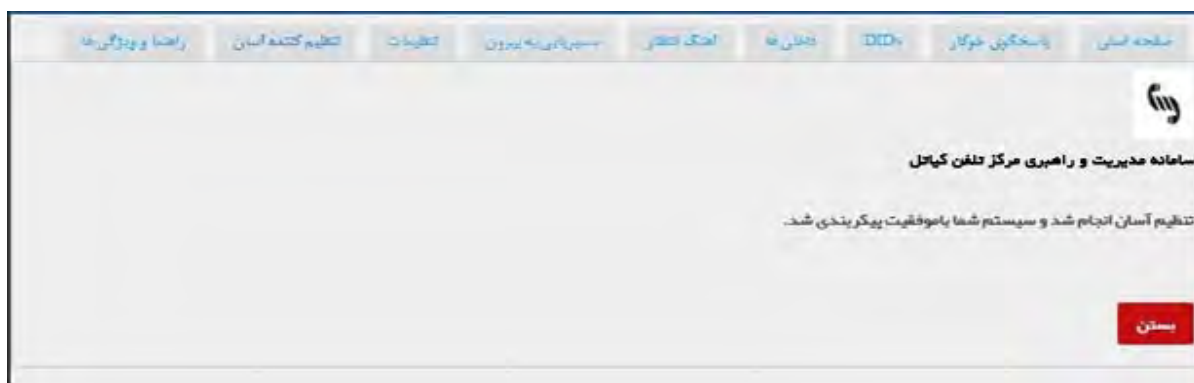 صفحه اصلی پاسخگوی خودکار DIDs داخلی ها آهنگ انتظار مسیریابی به بیرون تنظیمات تنظیم کننده آسان راهنما و ویژگی ها
سامانه مدیریت و راهبری مرکز تلفن کیاتل
تنظیم آسان انجام شد و سیستم شما باموفقیت پیکربندی شد.
بستن